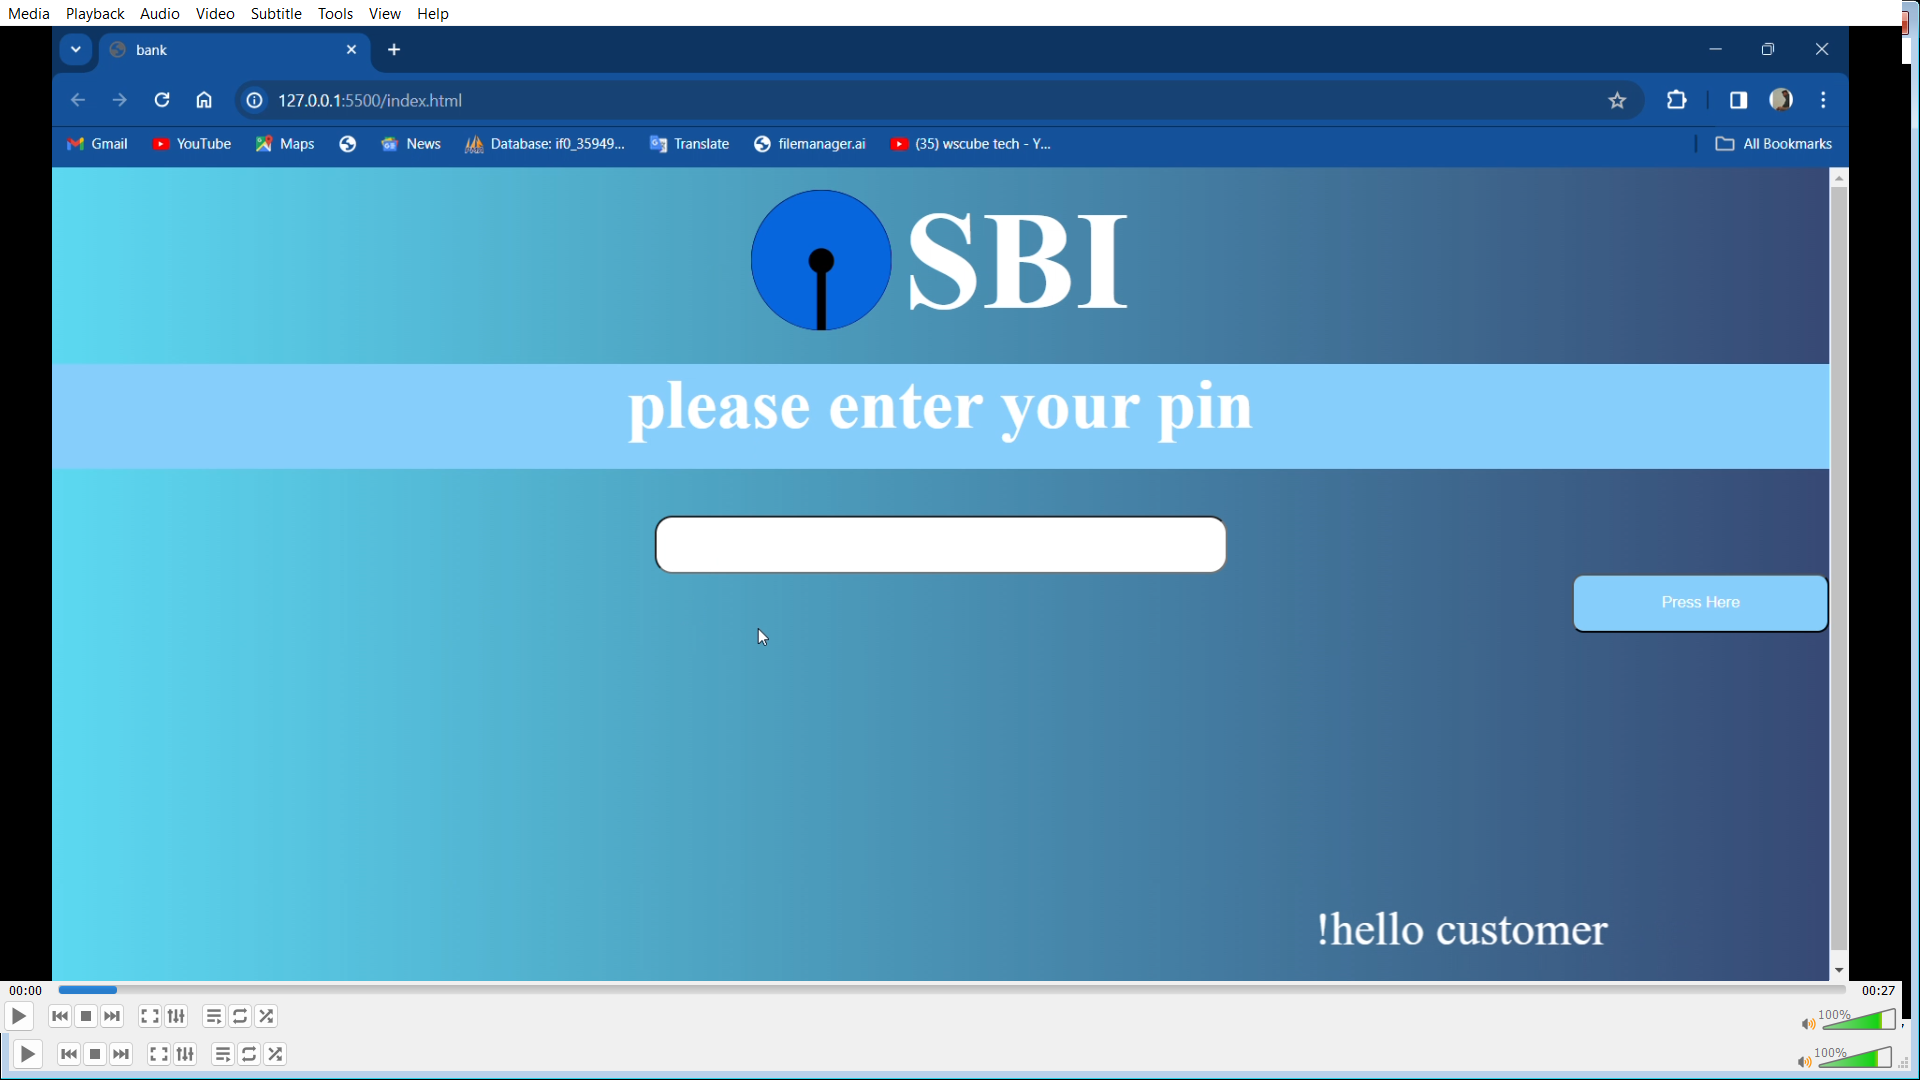 Media Playback Audio Video Subtitle Tools View Help
bank
127.0.0.1:5500/index.html
Gmail YouTube Maps News Database: if0_35949... Translate filemanager.ai (35) wscube tech - Y... All Bookmarks
SBI
please enter your pin
Press Here
!hello customer
00:00 00:27
100%
100%